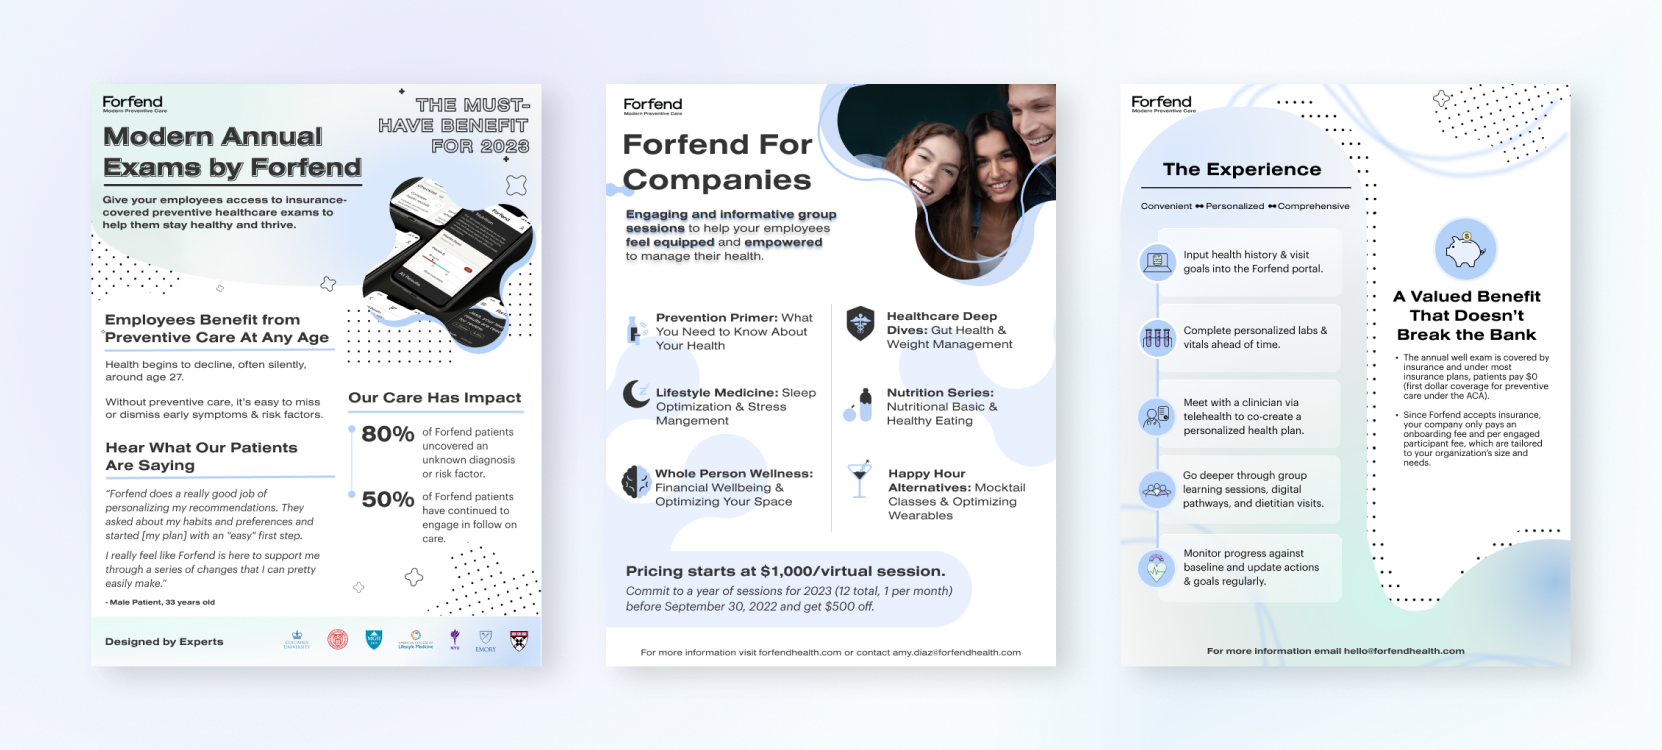 Forfend
Modern Preventive Care
THE MUST-
HAVE BENEFIT
FOR 2023
Modern Annual
Exams by Forfend
Give your employees access to insurance-
covered preventive healthcare exams to
help them stay healthy and thrive.
Employees Benefit from
Preventive Care At Any Age
Health begins to decline, often silently,
around age 27.
Without preventive care, it's easy to miss
or dismiss early symptoms & risk factors.
Hear What Our Patients
Are Saying
"Forfend does a really good job of
personalizing my recommendations. They
asked about my habits and preferences and
started [my plan] with an "easy" first step.
I really feel like Forfend is here to support me
through a series of changes that I can pretty
easily make."
- Male Patient, 33 years old
Our Care Has Impact
80%
of Forfend patients
uncovered an
unknown diagnosis
or risk factor.
50%
of Forfend patients
have continued to
engage in follow on
care.
Designed by Experts
COLUMBIA
UNIVERSITY
MGH
Lifestyle Medicine
NYU
EMORY
Forfend
Modern Preventive Care
Forfend For
Companies
Engaging and informative group
sessions to help your employees
feel equipped and empowered
to manage their health.
Prevention Primer: What
You Need to Know About
Your Health
Lifestyle Medicine: Sleep
Optimization & Stress
Mangement
Whole Person Wellness:
Financial Wellbeing &
Optimizing Your Space
Healthcare Deep
Dives: Gut Health &
Weight Management
Nutrition Series:
Nutritional Basic &
Healthy Eating
Happy Hour
Alternatives: Mocktail
Classes & Optimizing
Wearables
Pricing starts at $1,000/virtual session.
Commit to a year of sessions for 2023 (12 total, 1 per month)
before September 30, 2022 and get $500 off.
For more information visit forfendhealth.com or contact amy.diaz@forfendhealth.com
Forfend
Modern Preventive Care
The Experience
Convenient Personalized Comprehensive
Input health history & visit
goals into the Forfend portal.
Complete personalized labs &
vitals ahead of time.
Meet with a clinician via
telehealth to co-create a
personalized health plan.
Go deeper through group
learning sessions, digital
pathways, and dietitian visits.
Monitor progress against
baseline and update actions
& goals regularly.
A Valued Benefit
That Doesn't
Break the Bank
• The annual well exam is covered by
insurance and under most
insurance plans, patients pay $0
(first dollar coverage for preventive
care under the ACA).
• Since Forfend accepts insurance,
your company only pays an
onboarding fee and per engaged
participant fee, which are tailored
to your organization's size and
needs.
For more information email hello@forfendhealth.com